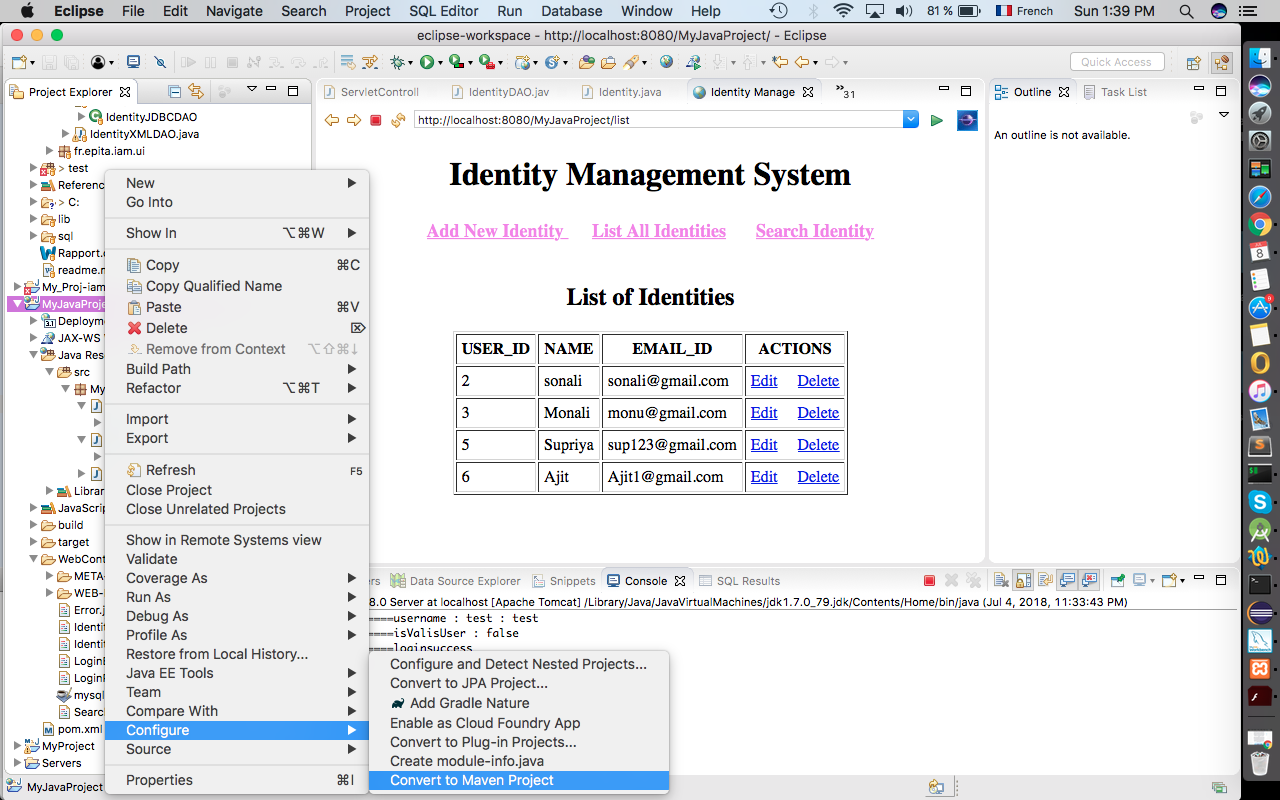 Eclipse File Edit Navigate Search Project SQL Editor Run Database Window Help 81 % French Sun 1:39 PM
eclipse-workspace - http://localhost:8080/MyJavaProject/ - Eclipse
Quick Access
Project Explorer
ServletControll IdentityDAO.jav Identity.java Identity Manage »31
Outline Task List
http://localhost:8080/MyJavaProject/list
An outline is not available.
IdentityJDBCDAO
IdentityXMLDAO.java
fr.epita.iam.ui
> test
Referenc
> C:
lib
sql
Rapport.
readme.
My_Proj-iam
MyJavaProje
Deploym
JAX-WS
Java Res
src
My
Librar
JavaScrip
build
target
WebCont
META-
WEB-
Error.j
Identit
Identit
LoginE
LoginF
mysql
Searc
pom.xml
MyProject
Servers
MyJavaProject
New
Go Into
Show In ⌥⌘W
Copy ⌘C
Copy Qualified Name
Paste ⌘V
Delete ⌦
Remove from Context ⌥⇧⌘↓
Build Path
Refactor ⌥⌘T
Import
Export
Refresh F5
Close Project
Close Unrelated Projects
Show in Remote Systems view
Validate
Coverage As
Run As
Debug As
Profile As
Restore from Local History...
Java EE Tools
Team
Compare With
Configure
Source
Properties ⌘I
Identity Management System
Add New Identity List All Identities Search Identity
List of Identities
USER_ID NAME EMAIL_ID ACTIONS
2 sonali sonali@gmail.com Edit Delete
3 Monali monu@gmail.com Edit Delete
5 Supriya sup123@gmail.com Edit Delete
6 Ajit Ajit1@gmail.com Edit Delete
ers Data Source Explorer Snippets Console SQL Results
8.0 Server at localhost [Apache Tomcat] /Library/Java/JavaVirtualMachines/jdk1.7.0_79.jdk/Contents/Home/bin/java (Jul 4, 2018, 11:33:43 PM)
====username : test : test
====isValisUser : false
====loginsuccess
Configure and Detect Nested Projects...
Convert to JPA Project...
Add Gradle Nature
Enable as Cloud Foundry App
Convert to Plug-in Projects...
Create module-info.java
Convert to Maven Project